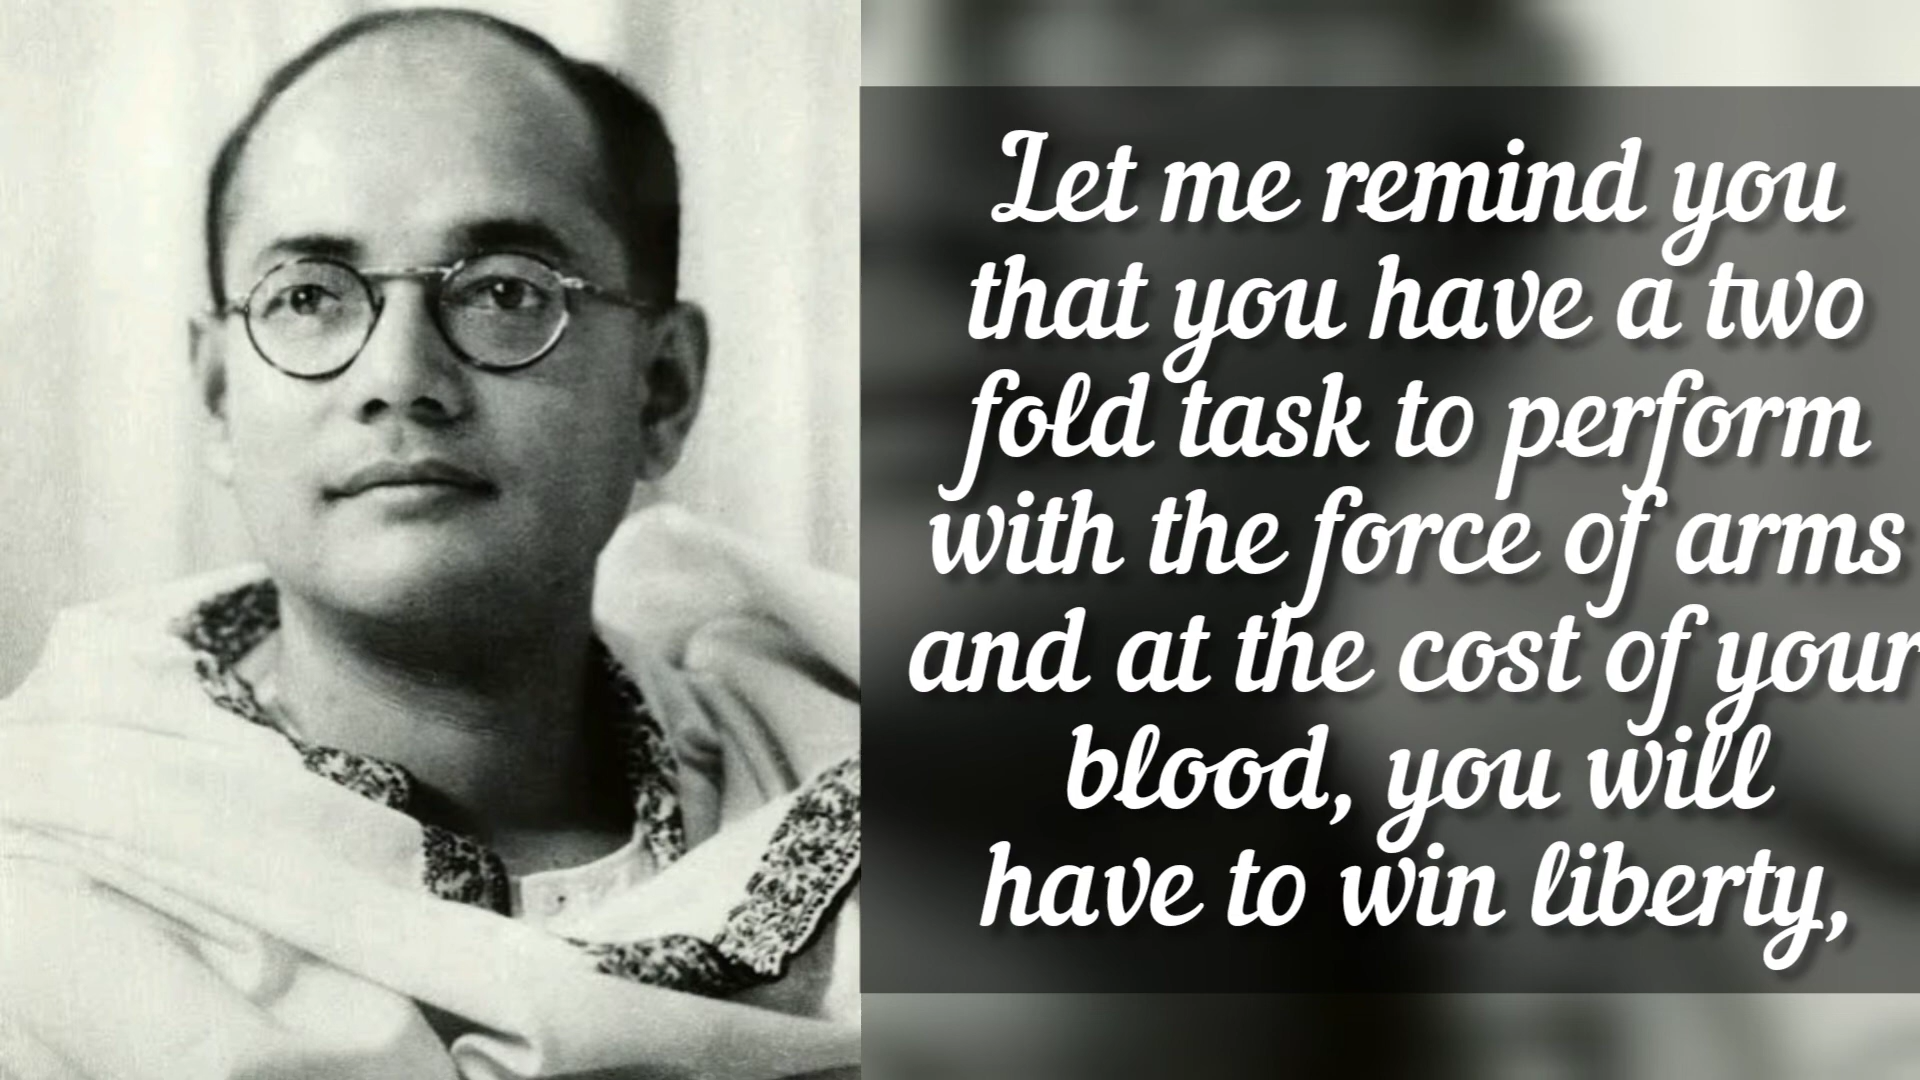 Let me remind you
that you have a two
fold task to perform
with the force of arms
and at the cost of your
blood, you will
have to win liberty,